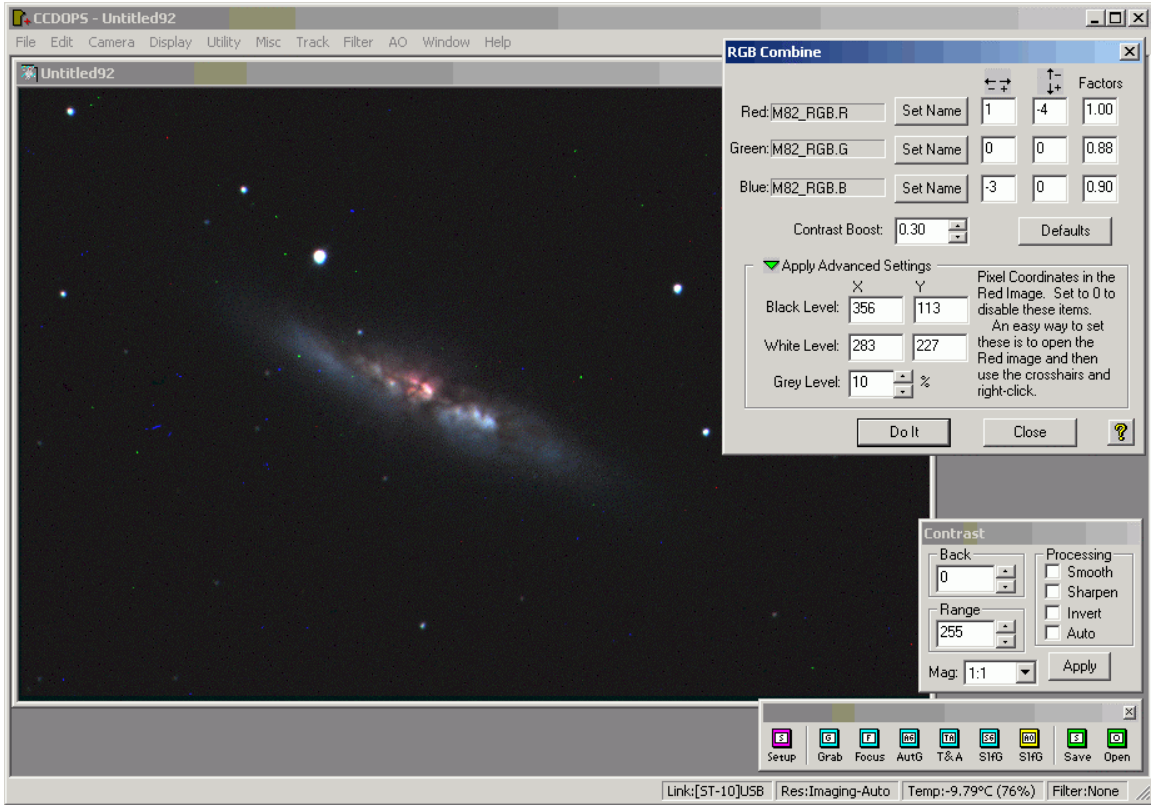 CCDOPS - Untitled92
File Edit Camera Display Utility Misc Track Filter AO Window Help
Untitled92
RGB Combine
Factors
Red: M82_RGB.R Set Name 1 -4 1.00
Green: M82_RGB.G Set Name 0 0 0.88
Blue: M82_RGB.B Set Name -3 0 0.90
Contrast Boost: 0.30 Defaults
Apply Advanced Settings
X Y
Black Level: 356 113
White Level: 283 227
Grey Level: 10 %
Pixel Coordinates in the
Red Image. Set to 0 to
disable these items.
An easy way to set
these is to open the
Red image and then
use the crosshairs and
right-click.
Do It Close ?
Contrast
Back
0
Range
255
Mag: 1:1
Processing
Smooth
Sharpen
Invert
Auto
Apply
S G F AG TA SG AO S O
Setup Grab Focus AutG T&A SlfG SlfG Save Open
Link:[ST-10]USB Res:Imaging-Auto Temp:-9.79°C (76%) Filter:None